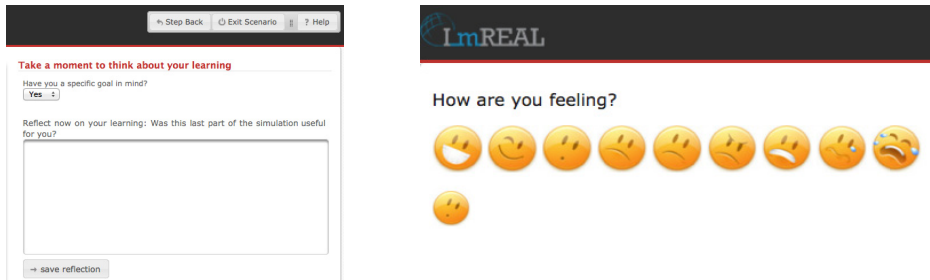 Step Back Exit Scenario ? Help
Take a moment to think about your learning
Have you a specific goal in mind?
Yes
Reflect now on your learning: Was this last part of the simulation useful
for you?
→ save reflection
ImREAL
How are you feeling?